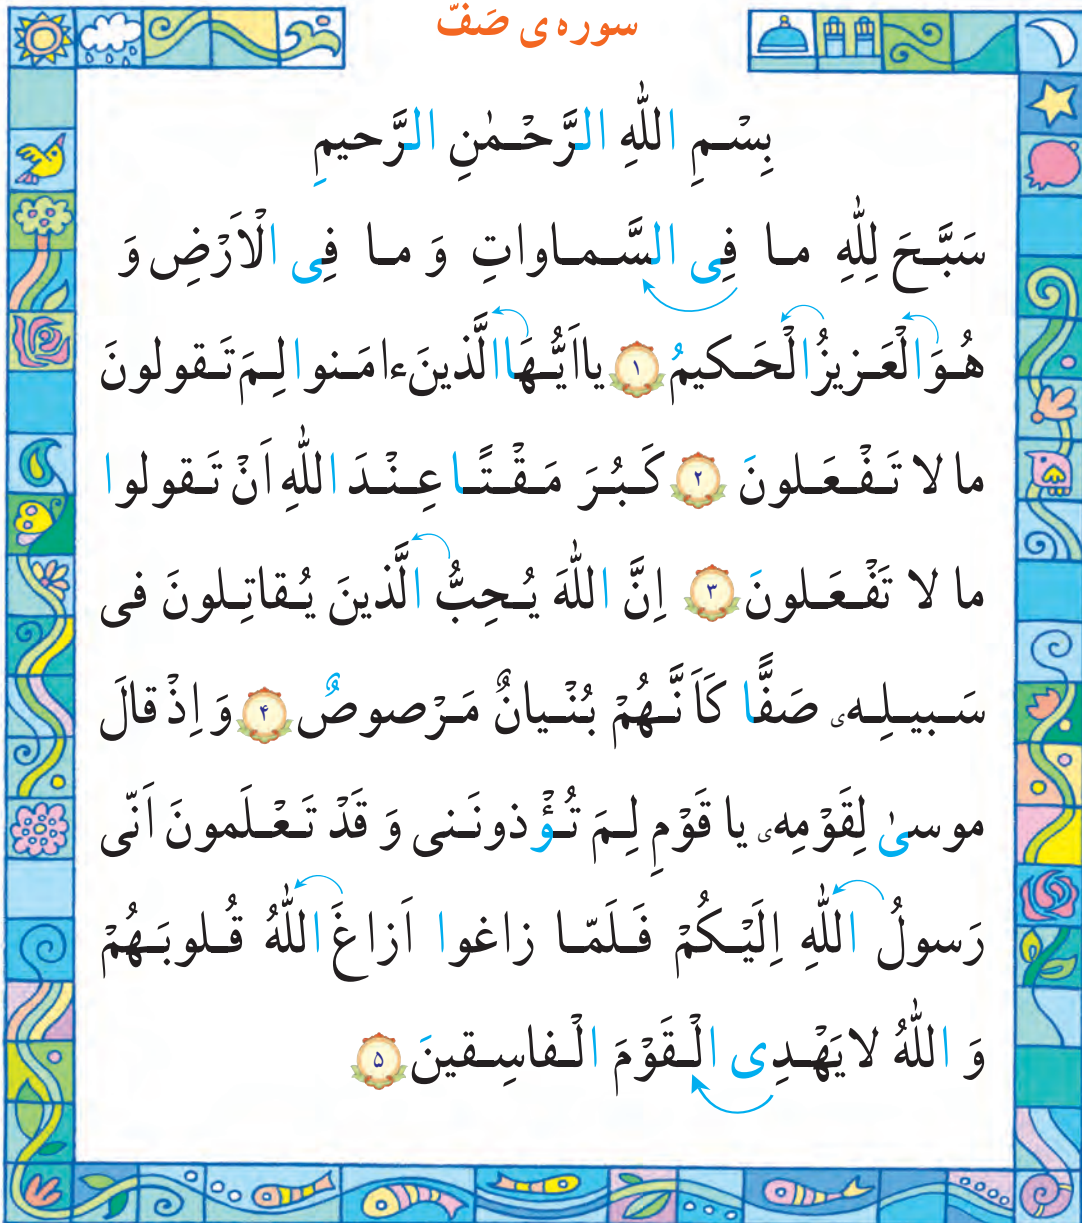 سوره ی صَفّ
بِسْمِ اللّٰهِ الرَّحْمٰنِ الرَّحیمِ
سَبَّحَ لِلّٰهِ ما فِی السَّماواتِ وَ ما فِی الْاَرْضِ وَ
هُوَ الْعَزیزُ الْحَکیمُ ۱ یا اَیُّهَا الَّذینَ ءامَنوا لِمَ تَقولونَ
ما لا تَفْعَلونَ ۲ کَبُرَ مَقْتًا عِنْدَ اللّٰهِ اَنْ تَقولوا
ما لا تَفْعَلونَ ۳ اِنَّ اللّٰهَ یُحِبُّ الَّذینَ یُقاتِلونَ فی
سَبیلِهی صَفًّا کَاَنَّهُمْ بُنْیانٌ مَرْصوصٌ ۴ وَ اِذْ قالَ
موسیٰ لِقَوْمِهی یا قَوْمِ لِمَ تُؤْذونَنی وَ قَدْ تَعْلَمونَ اَنّی
رَسولُ اللّٰهِ اِلَیْکُمْ فَلَمّا زاغوا اَزاغَ اللّٰهُ قُلوبَهُمْ
وَ اللّٰهُ لا یَهْدِی الْقَوْمَ الْفاسِقینَ ۵